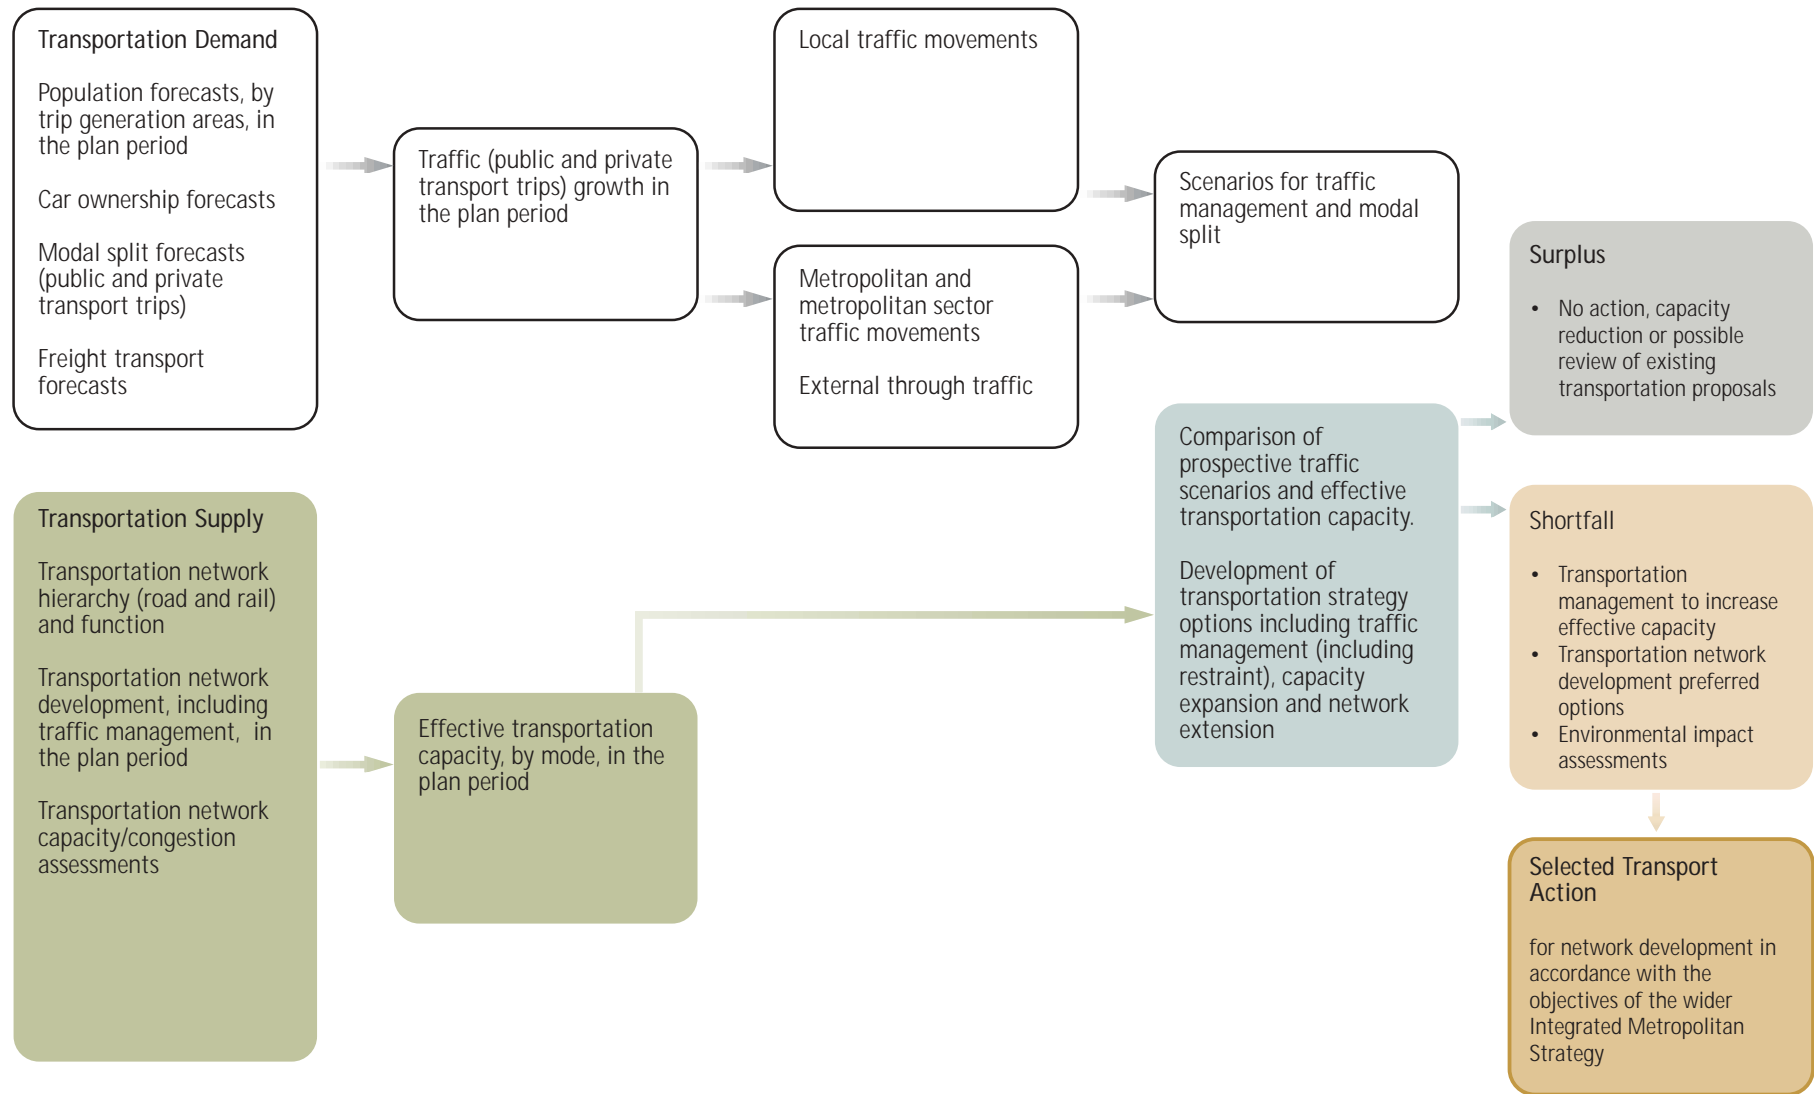 Transportation Demand
Population forecasts, by
trip generation areas, in
the plan period
Car ownership forecasts
Modal split forecasts
(public and private
transport trips)
Freight transport
forecasts
Traffic (public and private
transport trips) growth in
the plan period
Local traffic movements
Metropolitan and
metropolitan sector
traffic movements
External through traffic
Scenarios for traffic
management and modal
split
Surplus
• No action, capacity
reduction or possible
review of existing
transportation proposals
Transportation Supply
Transportation network
hierarchy (road and rail)
and function
Transportation network
development, including
traffic management, in
the plan period
Transportation network
capacity/congestion
assessments
Effective transportation
capacity, by mode, in the
plan period
Comparison of
prospective traffic
scenarios and effective
transportation capacity.
Development of
transportation strategy
options including traffic
management (including
restraint), capacity
expansion and network
extension
Shortfall
• Transportation
management to increase
effective capacity
• Transportation network
development preferred
options
• Environmental impact
assessments
Selected Transport
Action
for network development in
accordance with the
objectives of the wider
Integrated Metropolitan
Strategy